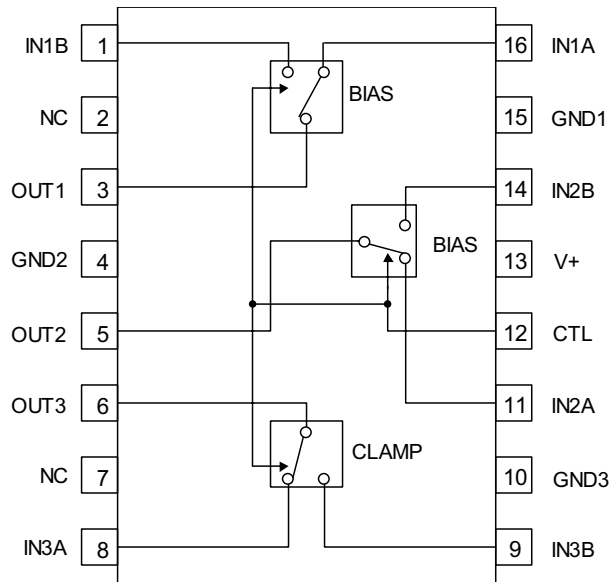 IN1B 1 16 IN1A
BIAS
NC 2 15 GND1
OUT1 3 14 IN2B
BIAS
GND2 4 13 V+
OUT2 5 12 CTL
OUT3 6 11 IN2A
CLAMP
NC 7 10 GND3
IN3A 8 9 IN3B